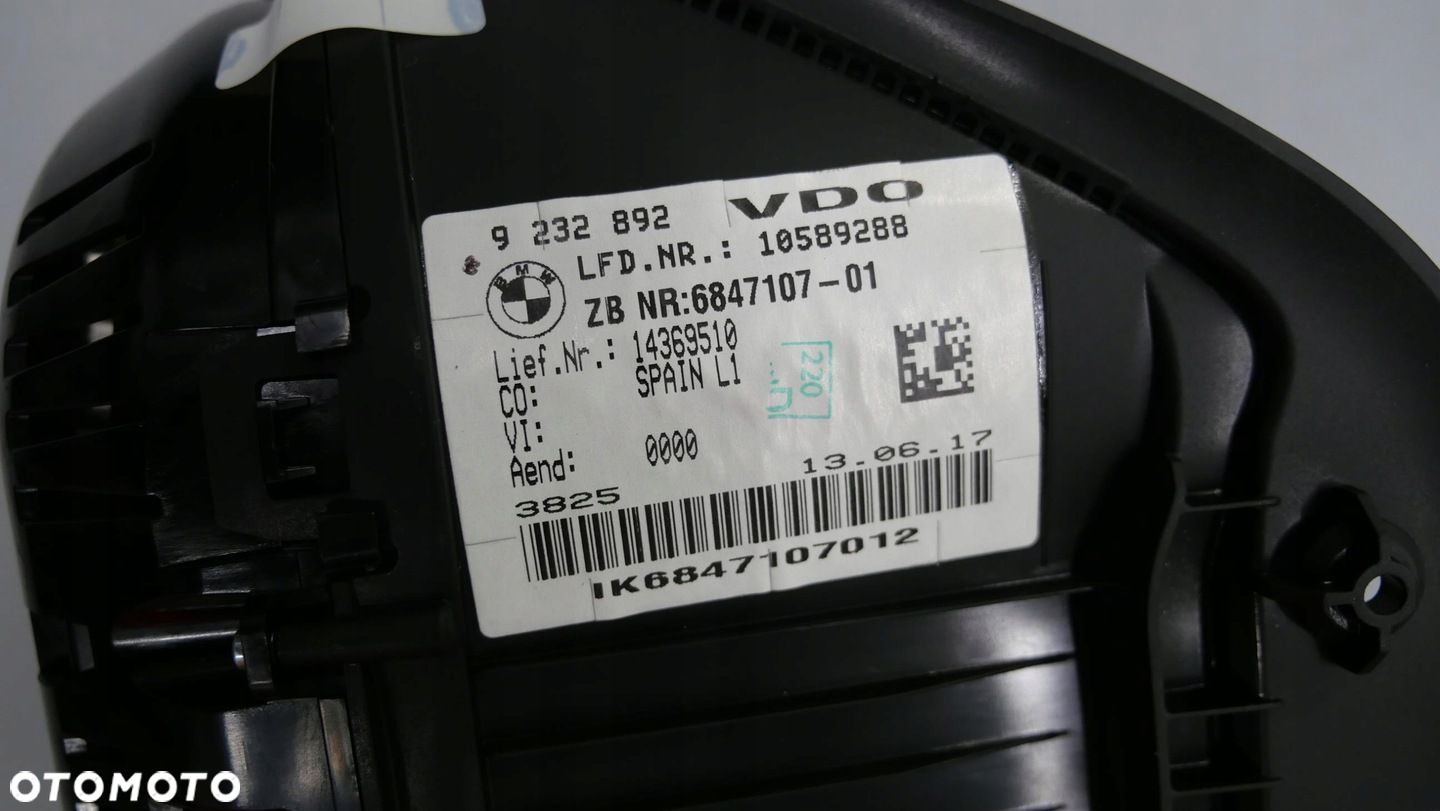 9 232 892
VDO
LFD.NR.: 10589288
BMW
ZB NR:6847107-01
Lief.Nr.: 14369510
CO: SPAIN L1
VI:
Aend: 0000
220
3825
13.06.17
IK6847107012
OTOMOTO